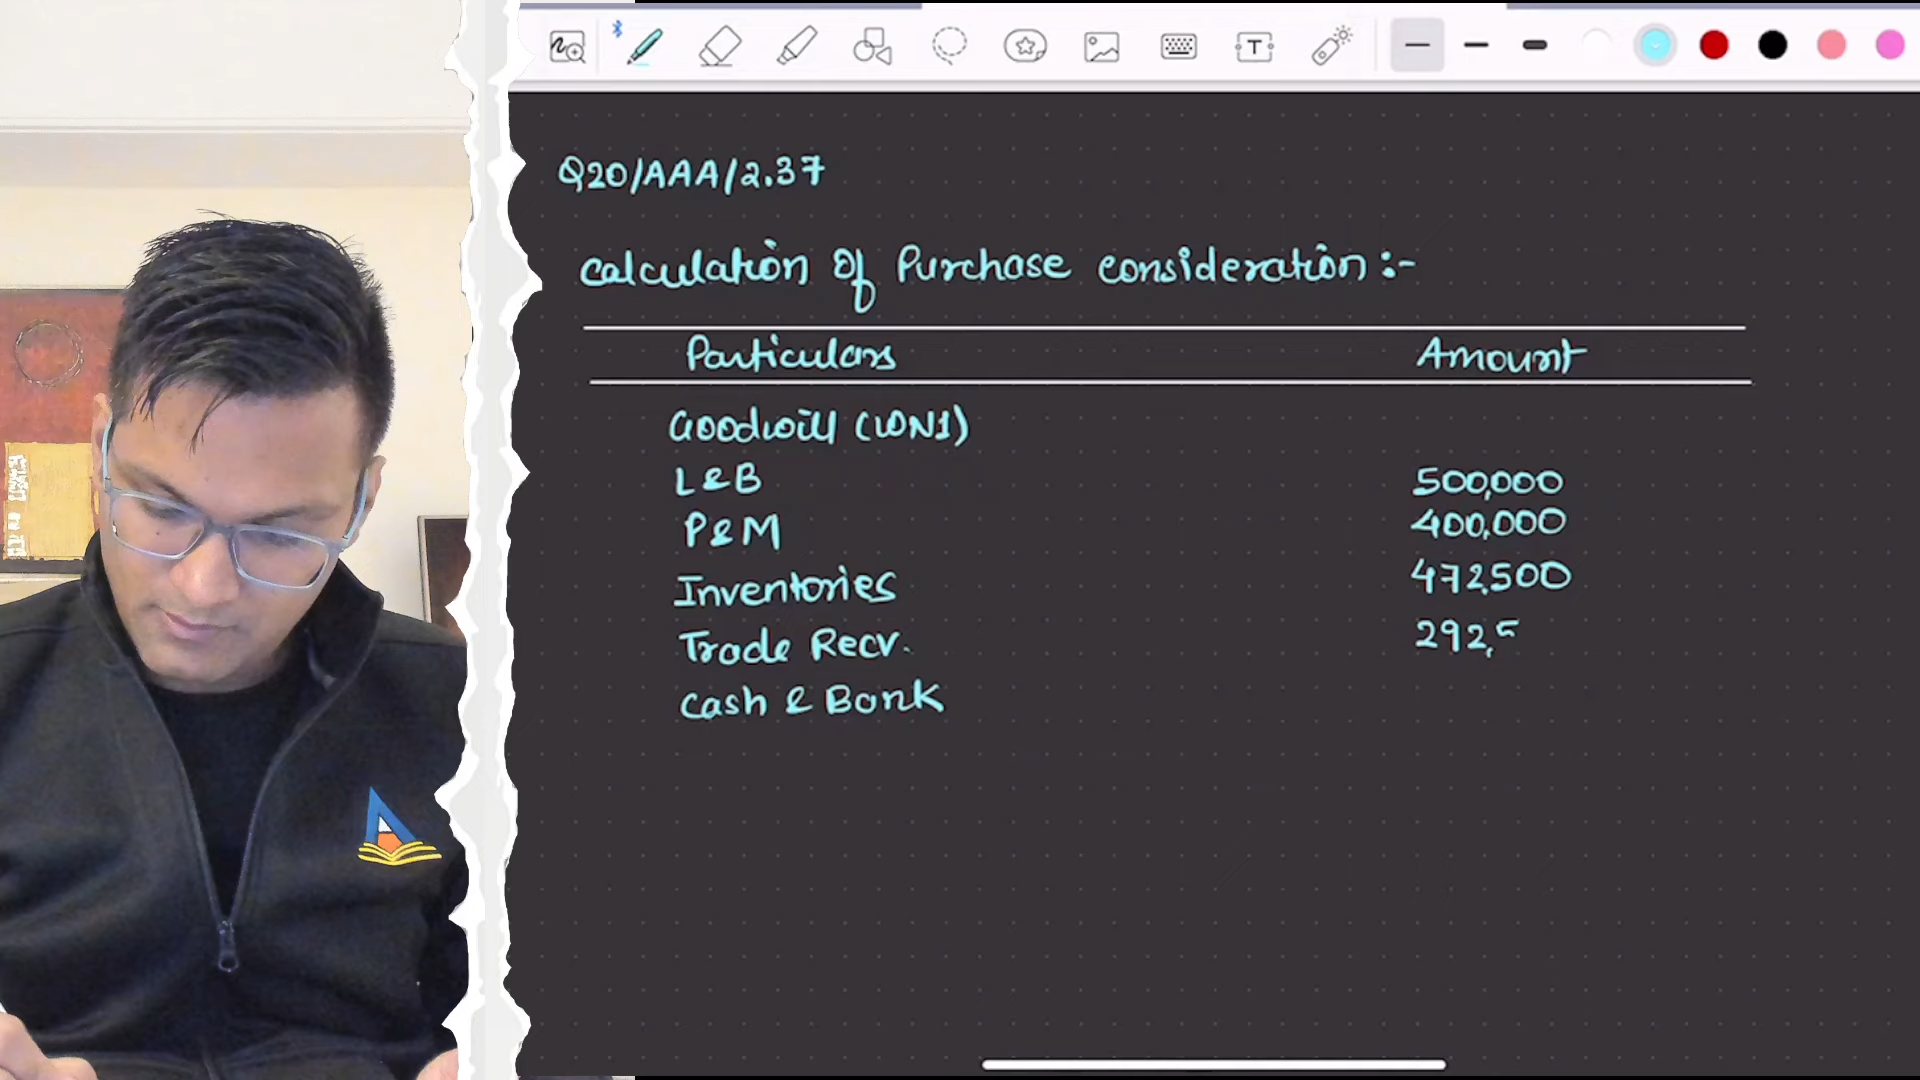 Q20/AAA/2.37
Calculation of Purchase consideration :-
Particulars Amount
Goodwill (WN1)
L & B 500,000
P & M 400,000
Inventories 472,500
Trade Recv. 292,5
Cash & Bank